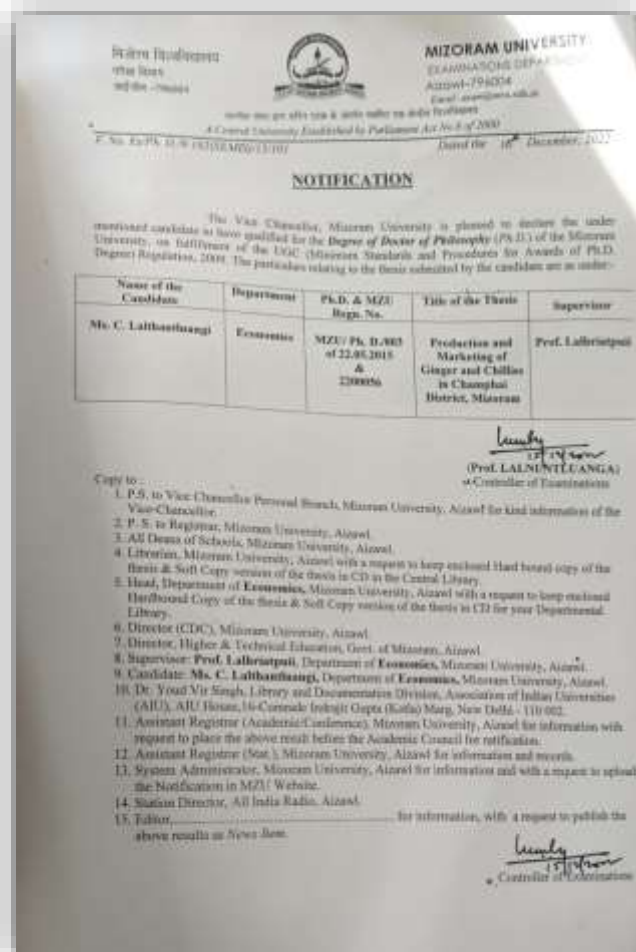 मिजोरम विश्वविद्यालय
परीक्षा विभाग
MIZORAM UNIVERSITY
EXAMINATIONS
Aizawl-796004
A Central University Established by Parliament Act No 8 of 2000
Dated the December, 2022
NOTIFICATION
The Vice Chancellor, Mizoram University is pleased to declare the under
mentioned candidate to have qualified for the Degree of Doctor of Philosophy (Ph.D.) of the Mizoram
University, on fulfilment of the UGC (Minimum Standards and Procedures for Awards of Ph.D.
Degree) Regulation, 2009. The particulars relating to the thesis submitted by the candidate are as under:-
Name of the
Candidate
Department
Ph.D. & MZU
Regn. No.
Title of the Thesis
Supervisor
Ms. C. Lalthanthuangi
Economics
MZU/ Ph. D./803
of 22.05.2015
&
2200056
Production and
Marketing of
Ginger and Chillies
in Champhai
District, Mizoram
Prof. Lalhriatpuii
(Prof. LALNUNTLUANGA)
Controller of Examinations
Copy to :
1. P.S. to Vice Chancellor Personal Branch, Mizoram University, Aizawl for kind information of the
Vice-Chancellor.
2. P. S. to Registrar, Mizoram University, Aizawl.
3. All Deans of Schools, Mizoram University, Aizawl.
4. Librarian, Mizoram University, Aizawl with a request to keep enclosed Hard bound copy of the
thesis & Soft Copy version of the thesis in CD in the Central Library.
5. Head, Department of Economics, Mizoram University, Aizawl with a request to keep enclosed
Hardbound Copy of the thesis & Soft Copy version of the thesis in CD for your Departmental
Library.
6. Director (CDC), Mizoram University, Aizawl.
7. Director, Higher & Technical Education, Govt. of Mizoram, Aizawl
8. Supervisor: Prof. Lalhriatpuii, Department of Economics, Mizoram University, Aizawl.
9. Candidate: Ms. C. Lalthanthuangi, Department of Economics, Mizoram University, Aizawl.
10. Dr. Youd Vir Singh, Library and Documentation Division, Association of Indian Universities
(AIU), AIU House, 16-Comrade Indrajit Gupta (Kotla) Marg, New Delhi - 110 002.
11. Assistant Registrar (Academic/Conference), Mizoram University, Aizawl for information with
request to place the above result before the Academic Council for ratification.
12. Assistant Registrar (Stat.), Mizoram University, Aizawl for information and records.
13. System Administrator, Mizoram University, Aizawl for information and with a request to upload
the Notification in MZU Website.
14. Station Director, All India Radio, Aizawl.
15. Editor, for information, with a request to publish the
above results as News Item.
Controller of Examinations